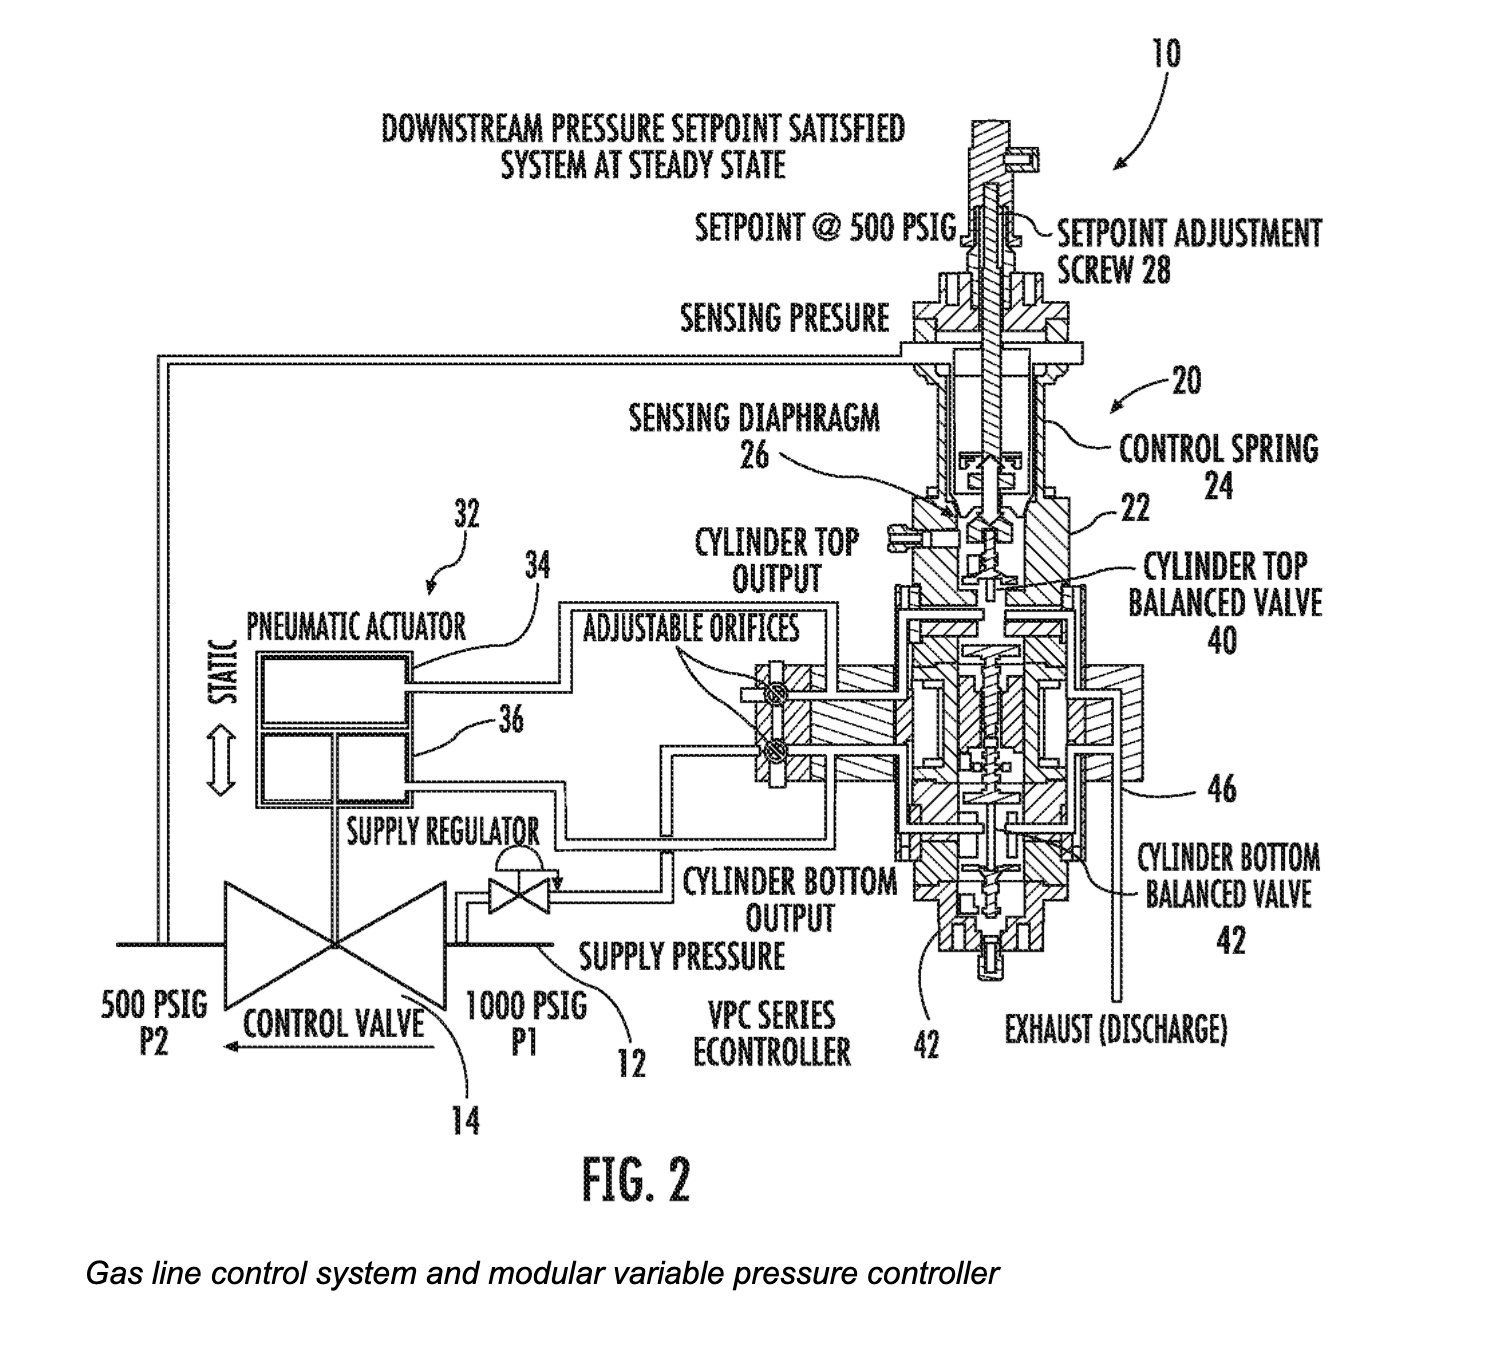 10
DOWNSTREAM PRESSURE SETPOINT SATISFIED
SYSTEM AT STEADY STATE
SETPOINT @ 500 PSIG
SETPOINT ADJUSTMENT
SCREW 28
SENSING PRESURE
20
SENSING DIAPHRAGM
26
CONTROL SPRING
24
22
32
34
CYLINDER TOP
OUTPUT
CYLINDER TOP
BALANCED VALVE
40
PNEUMATIC ACTUATOR
ADJUSTABLE ORIFICES
STATIC
36
46
SUPPLY REGULATOR
CYLINDER BOTTOM
OUTPUT
CYLINDER BOTTOM
BALANCED VALVE
42
SUPPLY PRESSURE
500 PSIG
P2
CONTROL VALVE
1000 PSIG
P1
12
VPC SERIES
ECONTROLLER
42
EXHAUST (DISCHARGE)
14
FIG. 2
Gas line control system and modular variable pressure controller